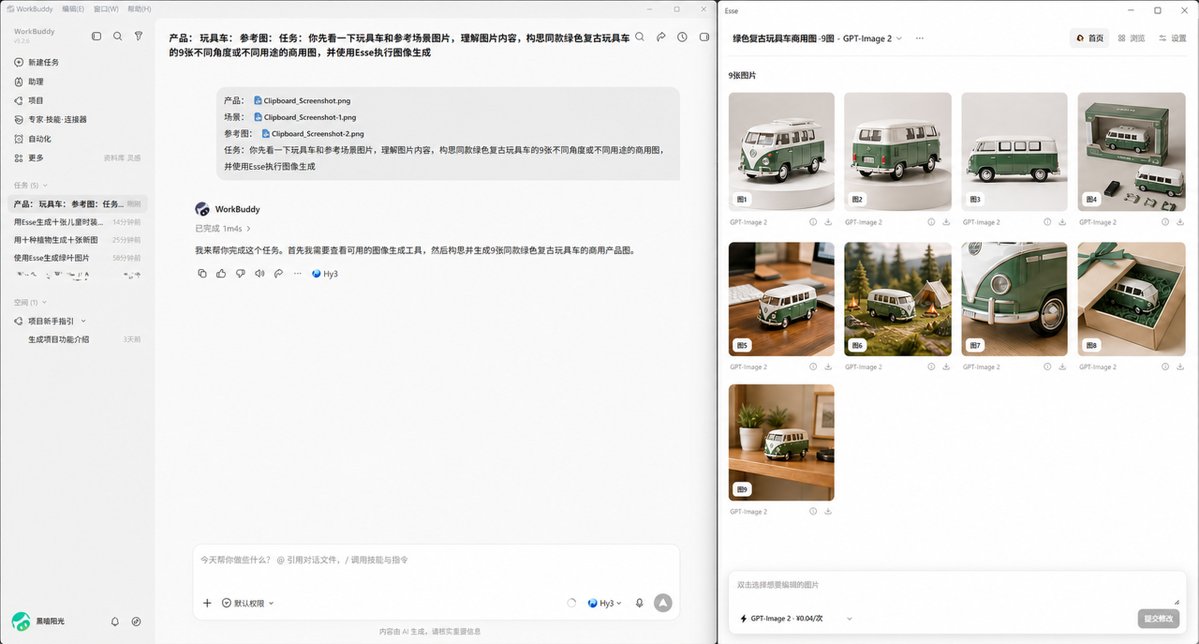 WorkBuddy 编辑(E) 窗口(W) 帮助(H)
WorkBuddy
新建任务
助理
项目
专家·技能·连接器
自动化
更多
资料库 灵感
任务 (5)
产品： 玩具车： 参考图：任务... 刚刚
用Esse生成十张儿童时装... 14分钟前
用十种植物生成十张新图 25分钟前
使用Esse生成绿叶图片 58分钟前
空间 (1)
项目新手指引
生成项目功能介绍 3天前
黑嘻阳光
产品： 玩具车： 参考图：任务：你先看一下玩具车和参考场景图片，理解图片内容，构思同款绿色复古玩具车
的9张不同角度或不同用途的商用图，并使用Esse执行图像生成
产品： Clipboard_Screenshot.png
场景： Clipboard_Screenshot-1.png
参考图： Clipboard_Screenshot-2.png
任务：你先看一下玩具车和参考场景图片，理解图片内容，构思同款绿色复古玩具车的9张不同角度或不同用途的商用图，
并使用Esse执行图像生成
WorkBuddy
已完成 1m4s
我来帮你完成这个任务。首先我需要查看可用的图像生成工具，然后构思并生成9张同款绿色复古玩具车的商用产品图。
Hy3
今天帮你做些什么？ @ 引用对话文件，/ 调用技能与指令
默认权限
Hy3
内容由 AI 生成，请核实重要信息
Esse
绿色复古玩具车商用图 -9图 - GPT-Image 2
首页
浏览
设置
9张图片
图1
图2
图3
图4
GPT-Image 2
GPT-Image 2
GPT-Image 2
GPT-Image 2
图5
图6
图7
图8
GPT-Image 2
GPT-Image 2
GPT-Image 2
GPT-Image 2
图9
GPT-Image 2
双击选择想要编辑的图片
GPT-Image 2 · ¥0.04/次
提交修改